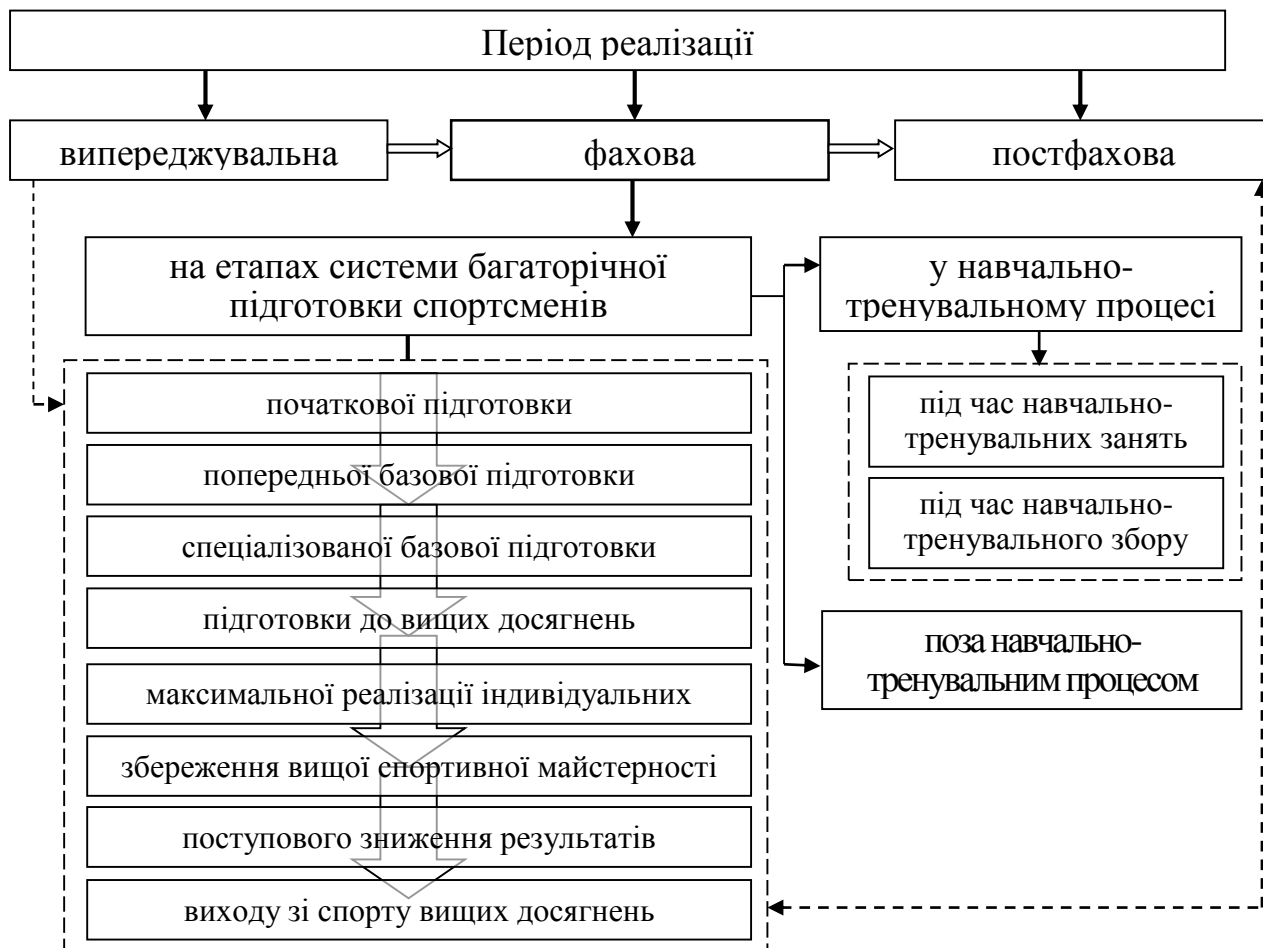 Період реалізації
випереджувальна
фахова
постфахова
на етапах системи багаторічної
підготовки спортсменів
у навчально-
тренувальному процесі
початкової підготовки
попередньої базової підготовки
спеціалізованої базової підготовки
підготовки до вищих досягнень
максимальної реалізації індивідуальних
збереження вищої спортивної майстерності
поступового зниження результатів
виходу зі спорту вищих досягнень
під час навчально-
тренувальних занять
під час навчально-
тренувального збору
поза навчально-
тренувальним процесом